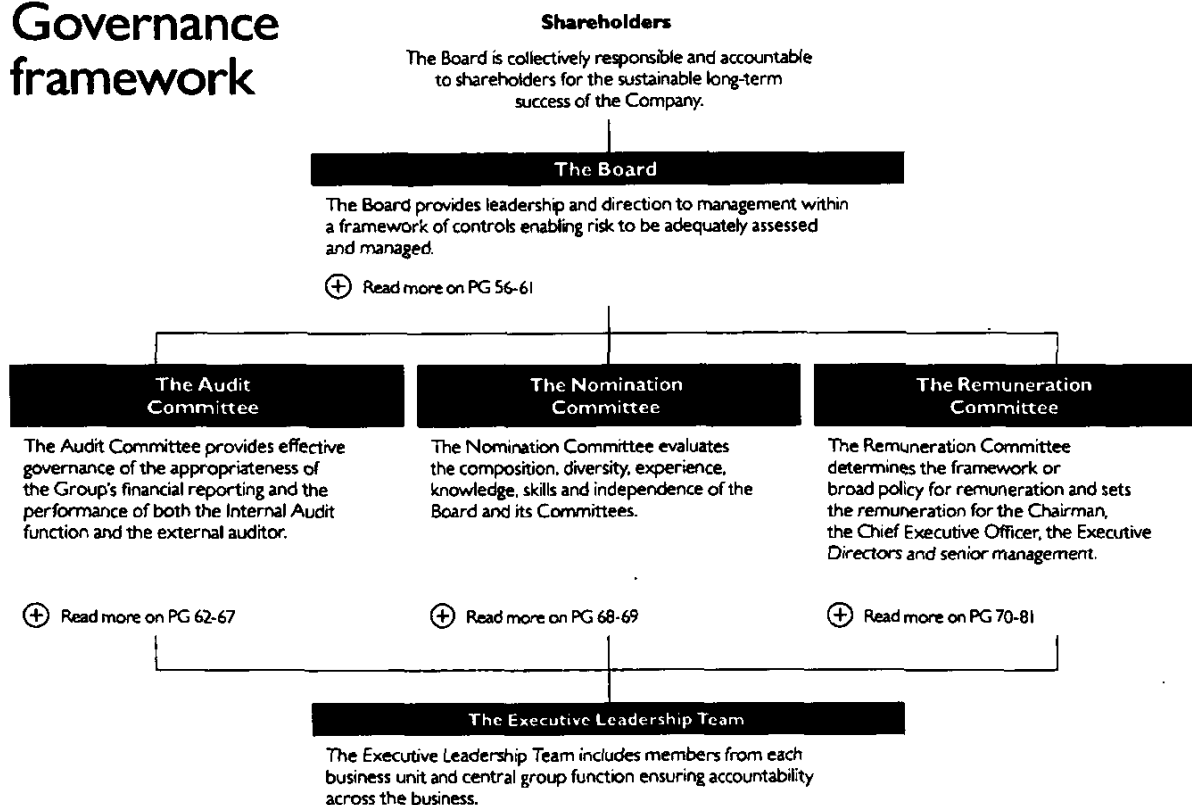 Governance
framework
Shareholders
The Board is collectively responsible and accountable
to shareholders for the sustainable long-term
success of the Company.
The Board
The Board provides leadership and direction to management within
a framework of controls enabling risk to be adequately assessed
and managed.
Read more on PG 56-61
The Audit
Committee
The Audit Committee provides effective
governance of the appropriateness of
the Group's financial reporting and the
performance of both the Internal Audit
function and the external auditor.
Read more on PG 62-67
The Nomination
Committee
The Nomination Committee evaluates
the composition, diversity, experience,
knowledge, skills and independence of the
Board and its Committees.
Read more on PG 68-69
The Remuneration
Committee
The Remuneration Committee
determines the framework or
broad policy for remuneration and sets
the remuneration for the Chairman,
the Chief Executive Officer, the Executive
Directors and senior management.
Read more on PG 70-81
The Executive Leadership Team
The Executive Leadership Team includes members from each
business unit and central group function ensuring accountability
across the business.